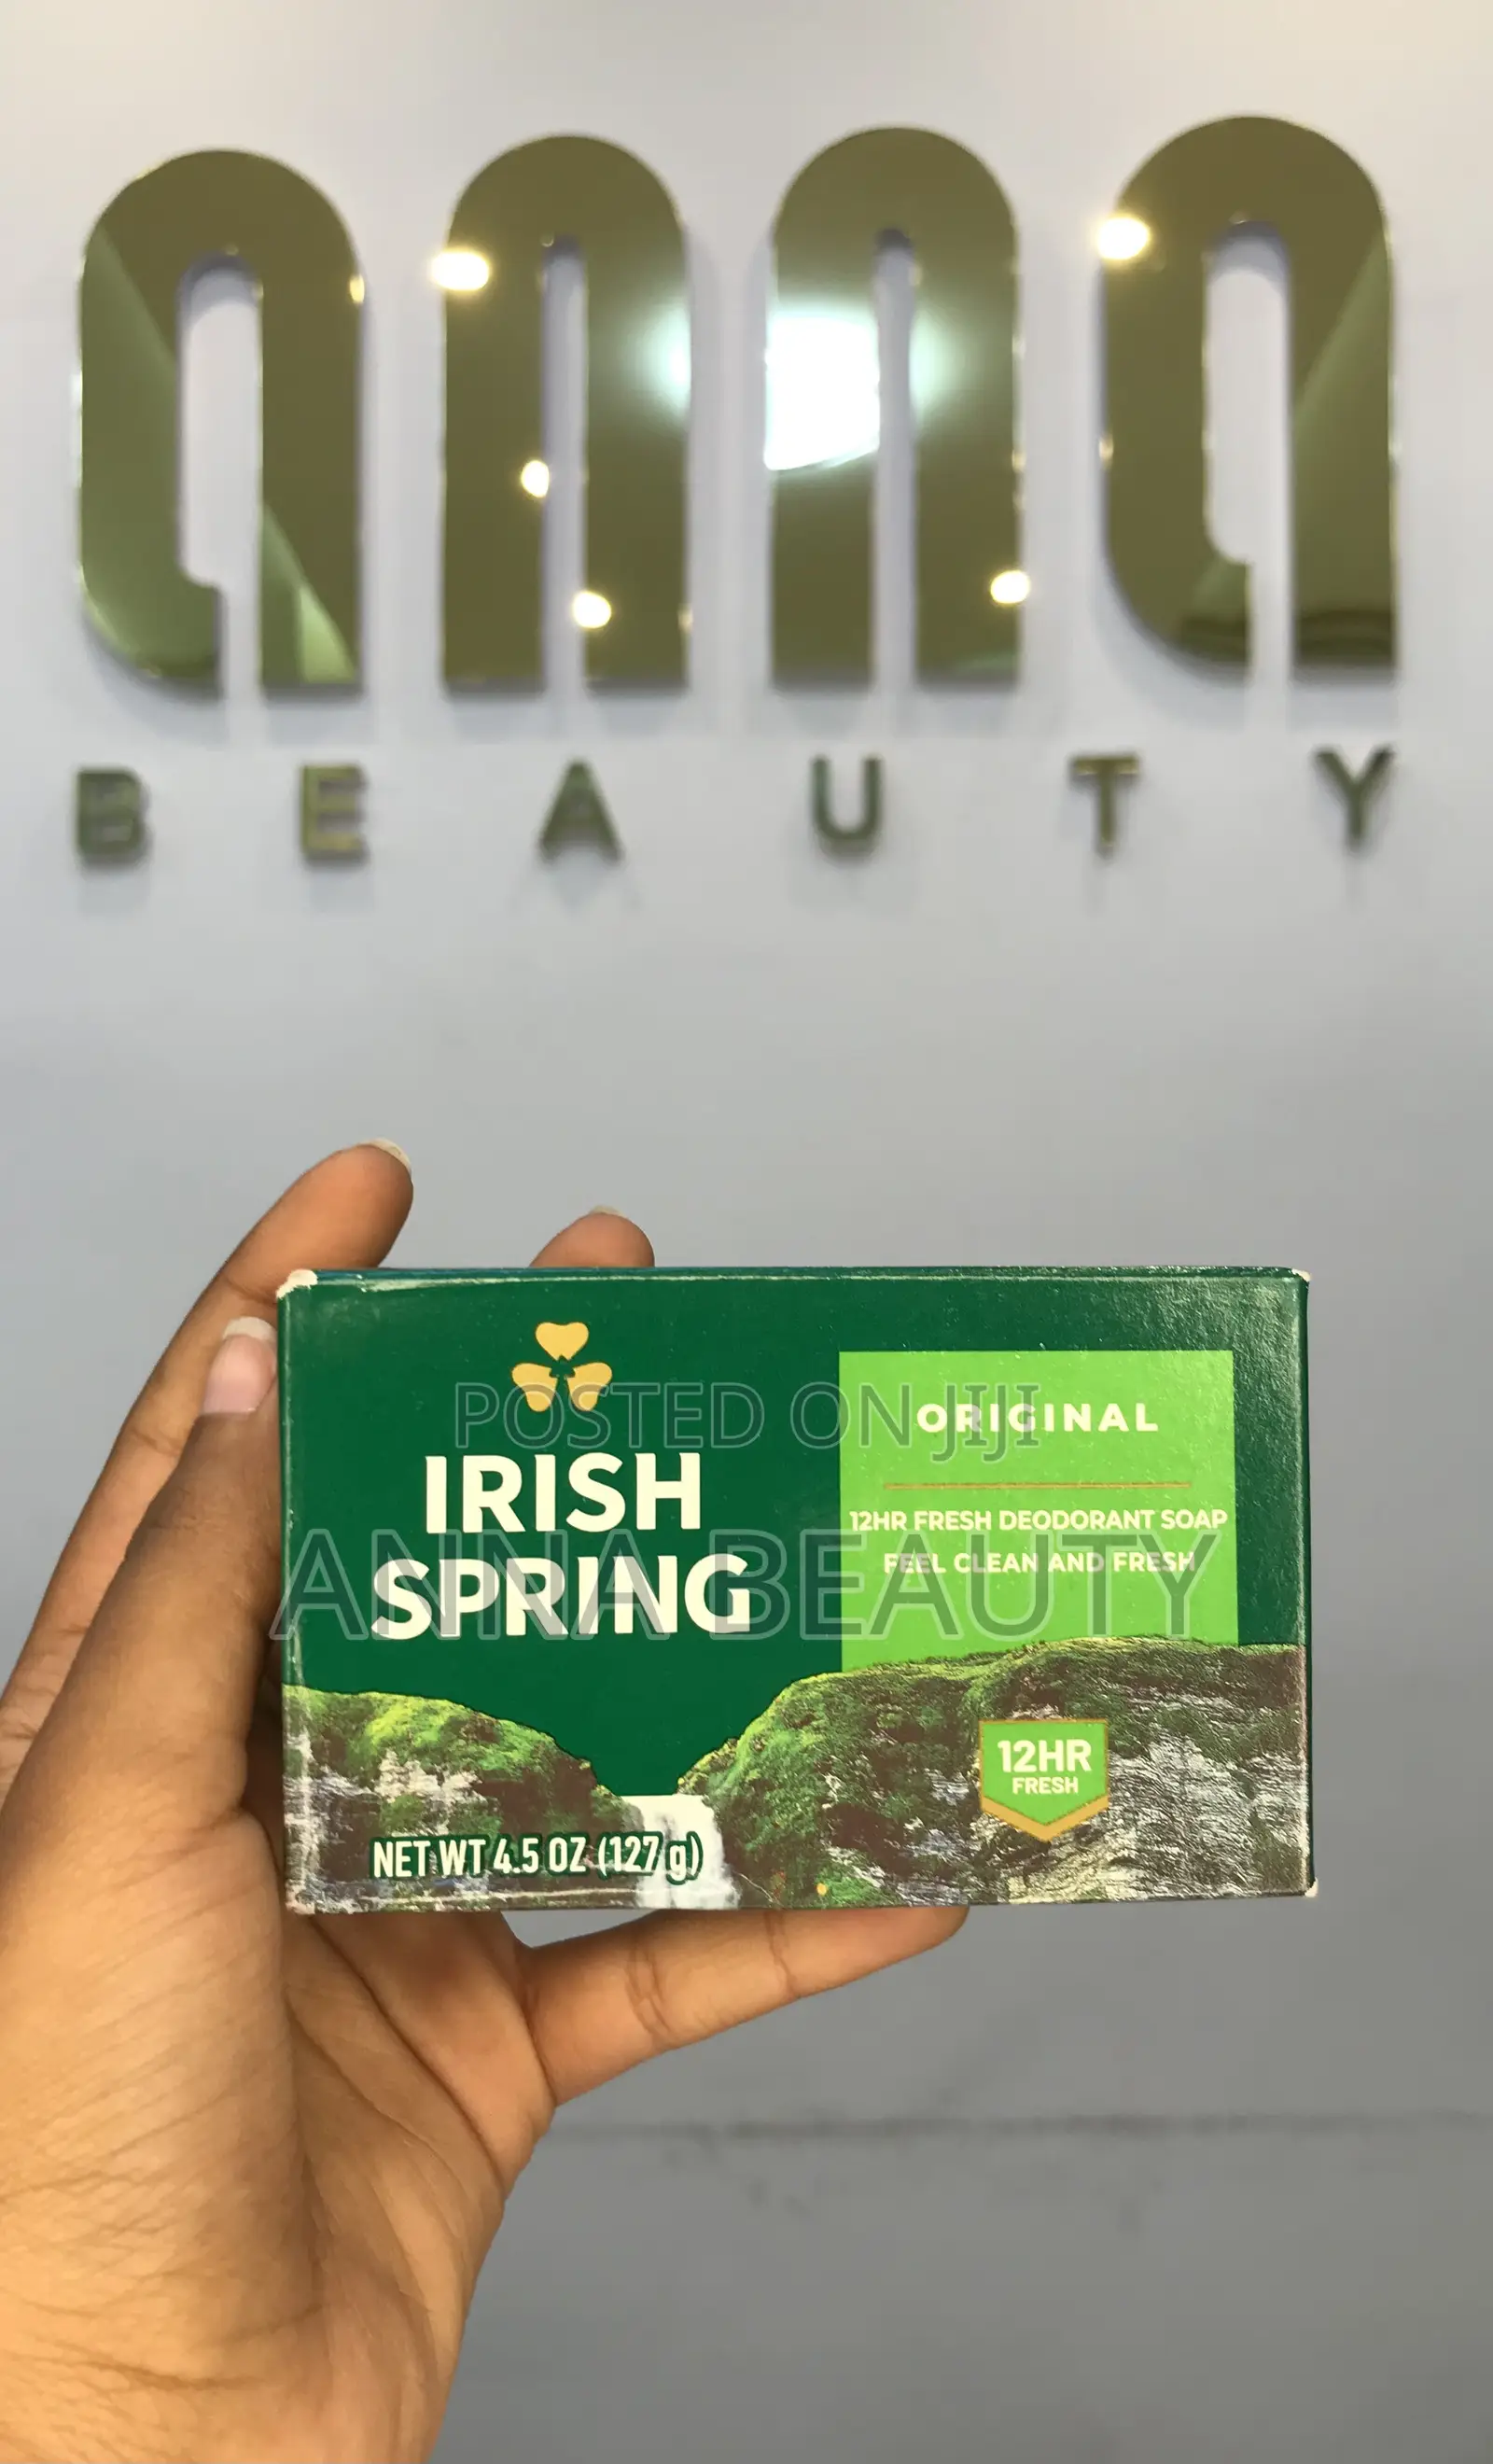 anna
BEAUTY
POSTED ON JIJI
IRISH
SPRING
ANNA BEAUTY
ORIGINAL
12HR FRESH DEODORANT SOAP
FEEL CLEAN AND FRESH
12HR
FRESH
NET WT 4.5 OZ (127 g)